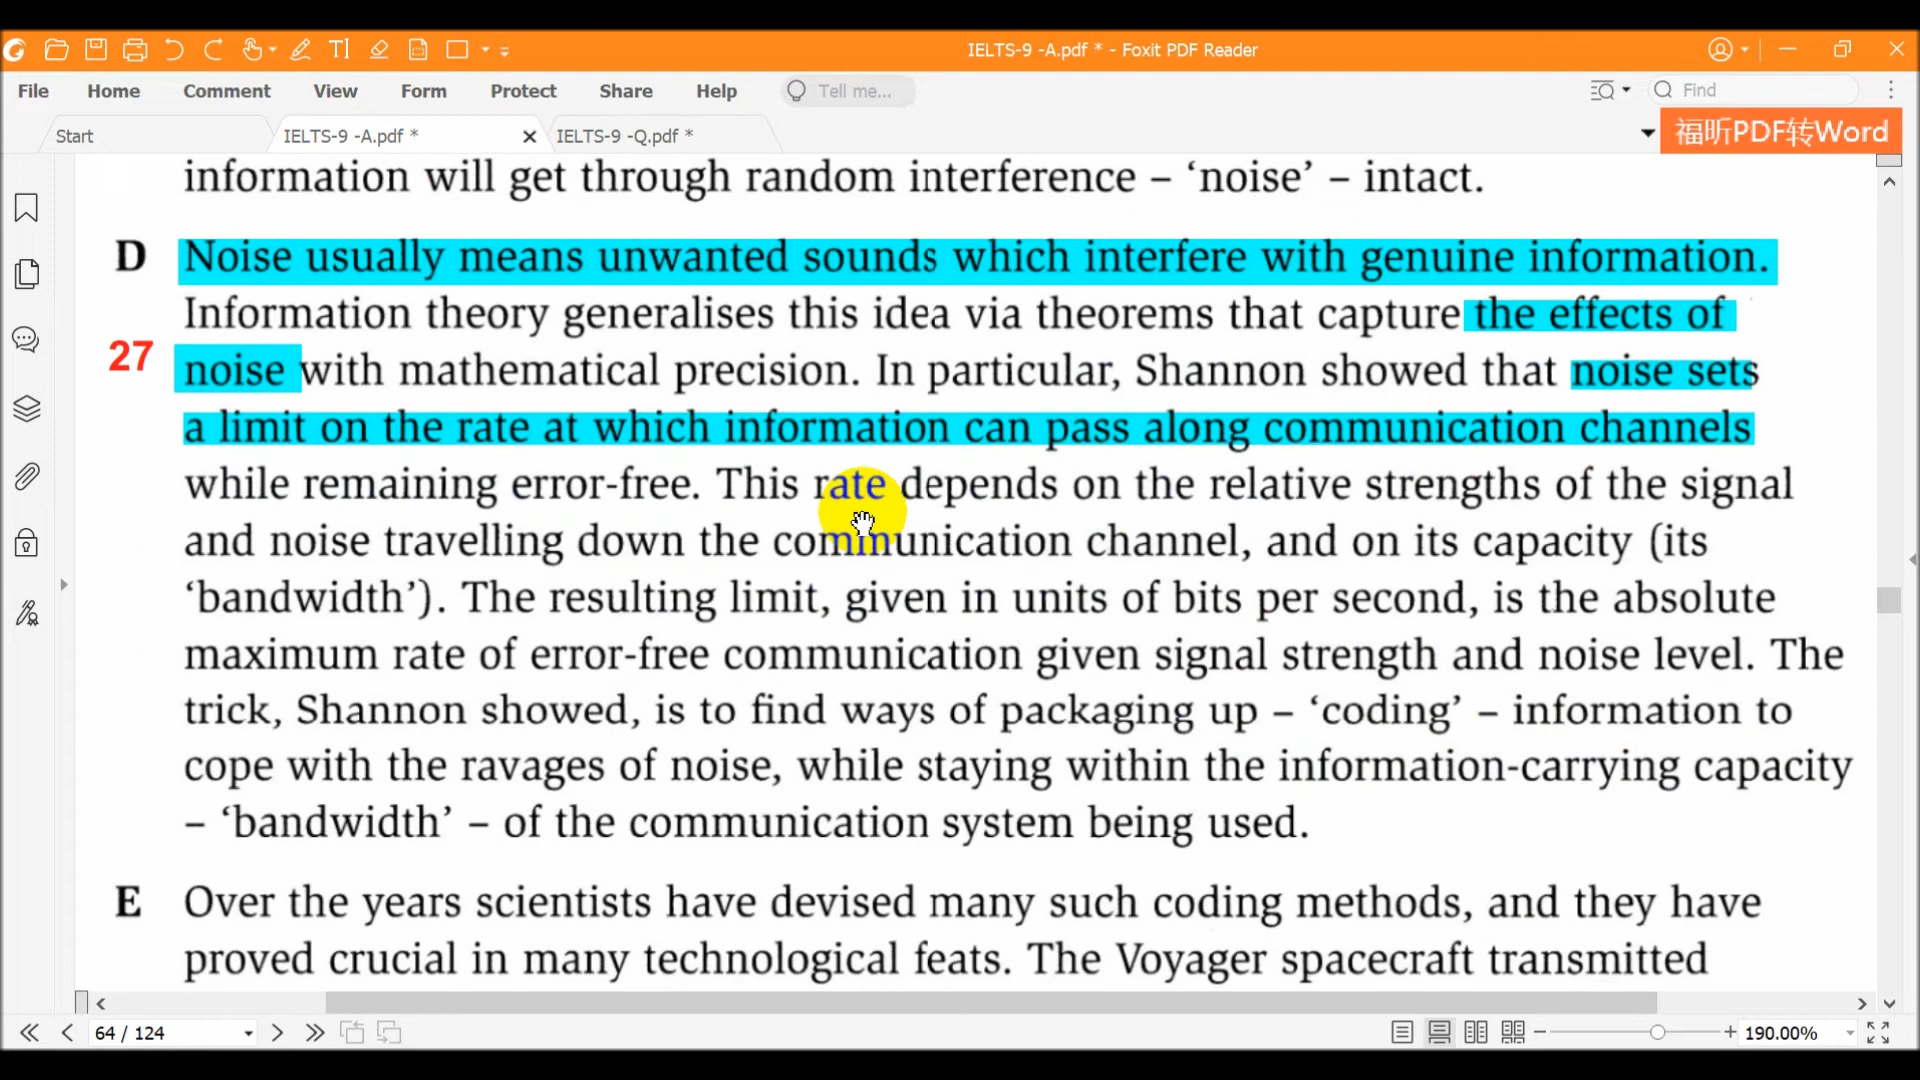 IELTS-9 -A.pdf * - Foxit PDF Reader
File Home Comment View Form Protect Share Help Tell me... Find
Start IELTS-9 -A.pdf * IELTS-9 -Q.pdf * 福昕PDF转Word
information will get through random interference – ‘noise’ – intact.
D Noise usually means unwanted sounds which interfere with genuine information.
Information theory generalises this idea via theorems that capture the effects of
27 noise with mathematical precision. In particular, Shannon showed that noise sets
a limit on the rate at which information can pass along communication channels
while remaining error-free. This rate depends on the relative strengths of the signal
and noise travelling down the communication channel, and on its capacity (its
‘bandwidth’). The resulting limit, given in units of bits per second, is the absolute
maximum rate of error-free communication given signal strength and noise level. The
trick, Shannon showed, is to find ways of packaging up – ‘coding’ – information to
cope with the ravages of noise, while staying within the information-carrying capacity
– ‘bandwidth’ – of the communication system being used.
E Over the years scientists have devised many such coding methods, and they have
proved crucial in many technological feats. The Voyager spacecraft transmitted
64 / 124 190.00%